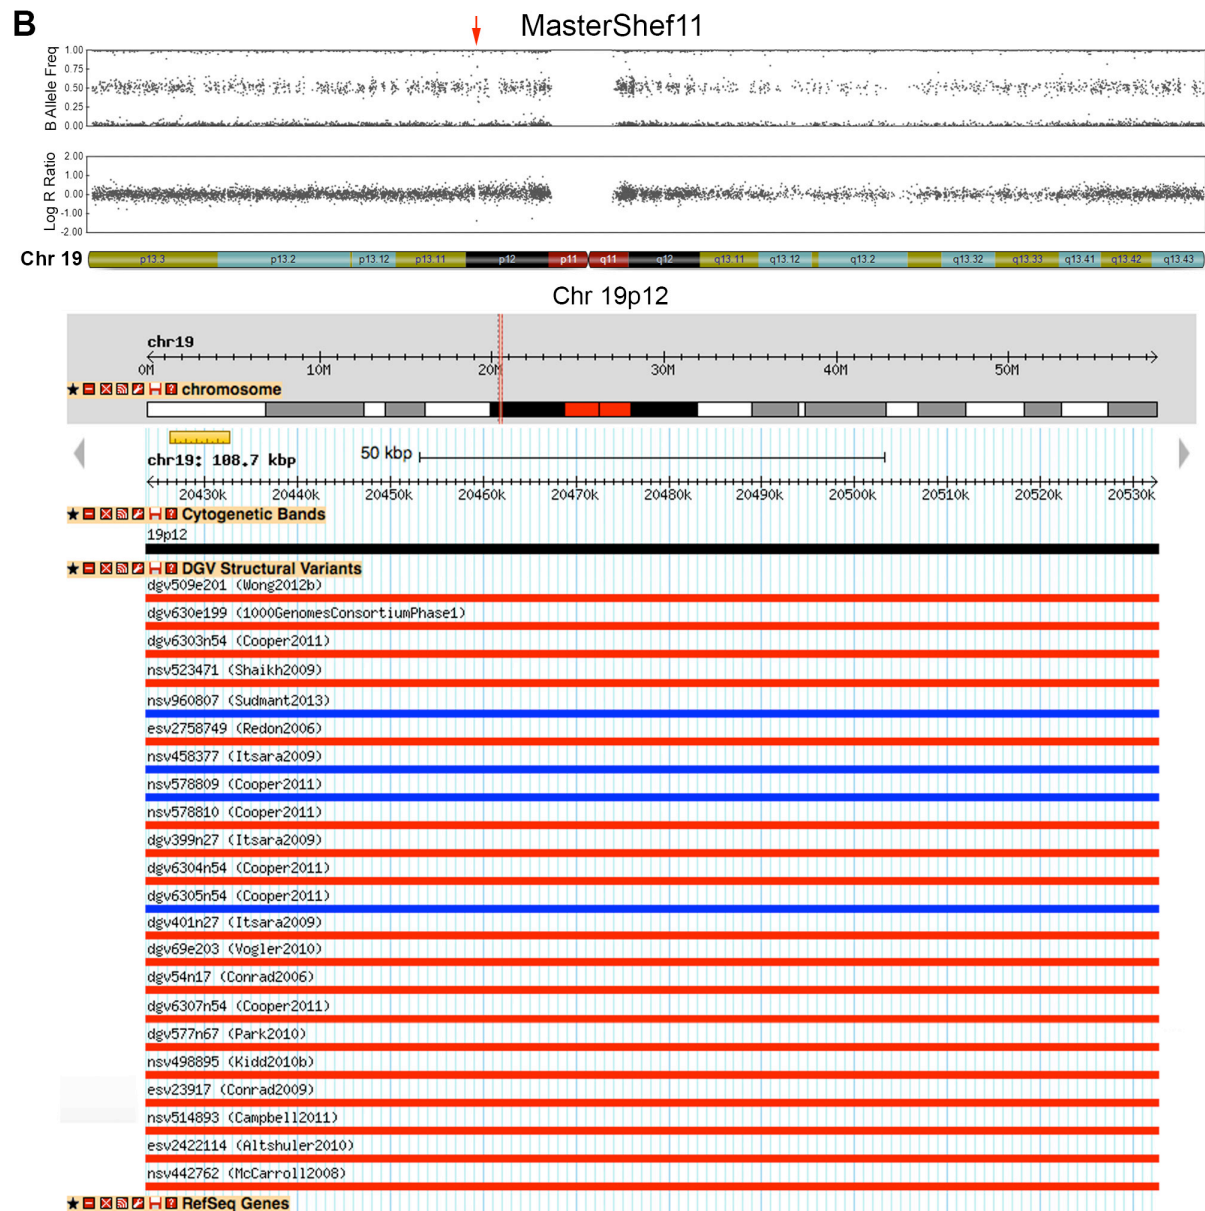 B
MasterShef11
B Allele Freq
1.00
0.75
0.50
0.25
0.00
Log R Ratio
2.00
1.00
0.00
-1.00
-2.00
Chr 19
p13.3 p13.2 p13.12 p13.11 p12 p11 q11 q12 q13.11 q13.12 q13.2 q13.32 q13.33 q13.41 q13.42 q13.43
Chr 19p12
chr19
0M 10M 20M 30M 40M 50M
chromosome
50 kbp
chr19: 108.7 kbp
20430k 20440k 20450k 20460k 20470k 20480k 20490k 20500k 20510k 20520k 20530k
Cytogenetic Bands
19p12
DGV Structural Variants
dgv509e201 (Wong2012b)
dgv630e199 (1000GenomesConsortiumPhase1)
dgv6303n54 (Cooper2011)
nsv523471 (Shaikh2009)
nsv960807 (Sudmant2013)
esv2758749 (Redon2006)
nsv458377 (Itsara2009)
nsv578809 (Cooper2011)
nsv578810 (Cooper2011)
dgv399n27 (Itsara2009)
dgv6304n54 (Cooper2011)
dgv6305n54 (Cooper2011)
dgv401n27 (Itsara2009)
dgv69e203 (Vogler2010)
dgv54n17 (Conrad2006)
dgv6307n54 (Cooper2011)
dgv577n67 (Park2010)
nsv498895 (Kidd2010b)
esv23917 (Conrad2009)
nsv514893 (Campbell2011)
esv2422114 (Altshuler2010)
nsv442762 (McCarroll2008)
RefSeq Genes